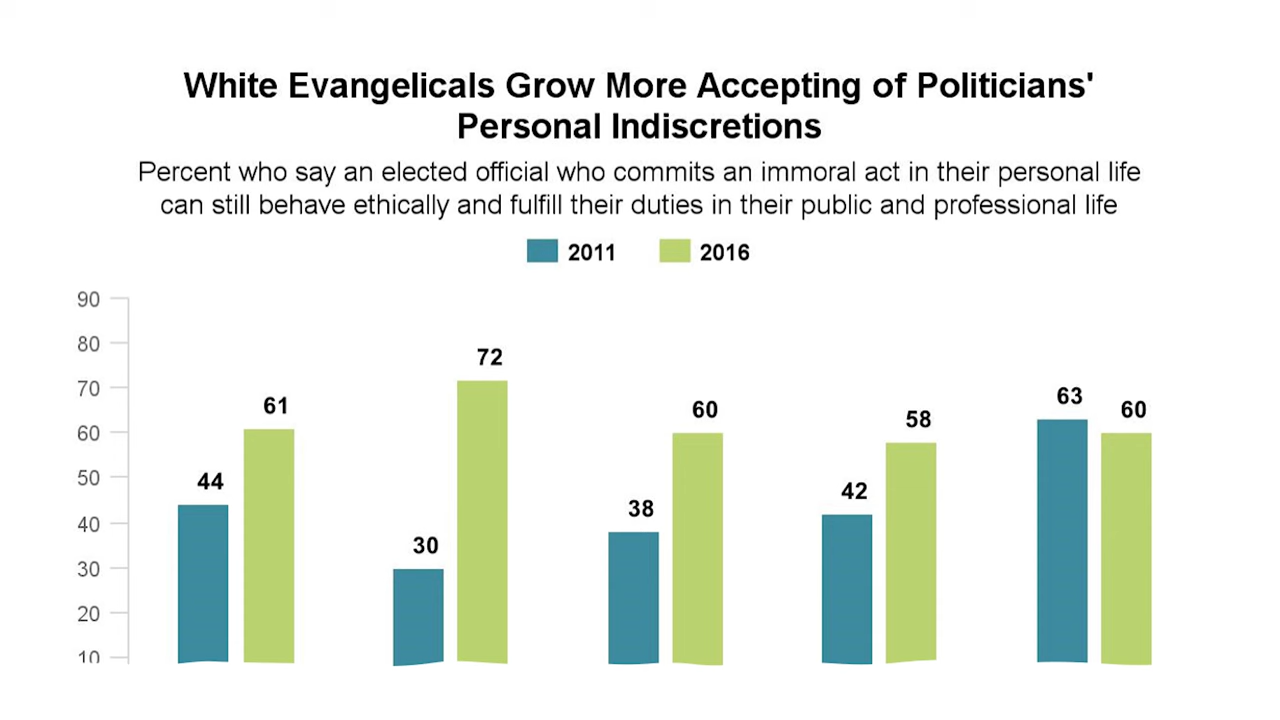 White Evangelicals Grow More Accepting of Politicians'
Personal Indiscretions
Percent who say an elected official who commits an immoral act in their personal life
can still behave ethically and fulfill their duties in their public and professional life
2011 2016
90
80
70
60
50
40
30
20
10
44 61 30 72 38 60 42 58 63 60